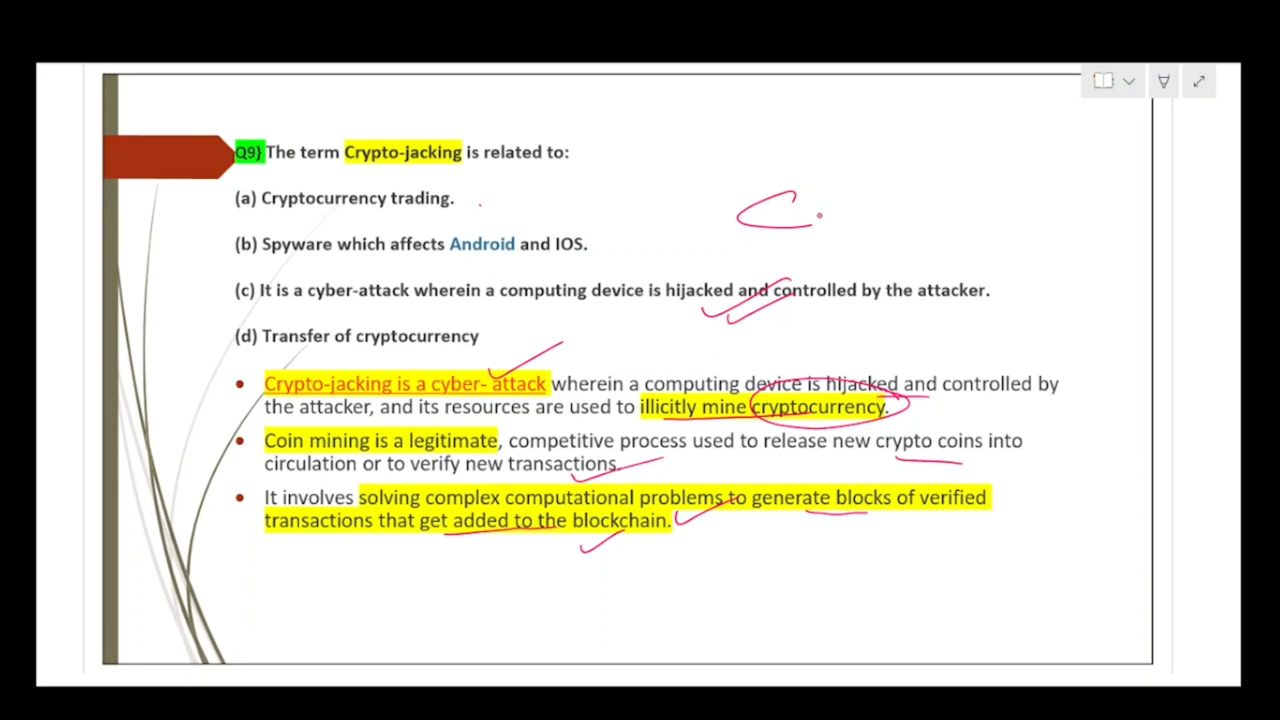 Q9} The term Crypto-jacking is related to:
(a) Cryptocurrency trading.
(b) Spyware which affects Android and IOS.
(c) It is a cyber-attack wherein a computing device is hijacked and controlled by the attacker.
(d) Transfer of cryptocurrency
• Crypto-jacking is a cyber- attack wherein a computing device is hijacked and controlled by
the attacker, and its resources are used to illicitly mine cryptocurrency.
• Coin mining is a legitimate, competitive process used to release new crypto coins into
circulation or to verify new transactions.
• It involves solving complex computational problems to generate blocks of verified
transactions that get added to the blockchain.